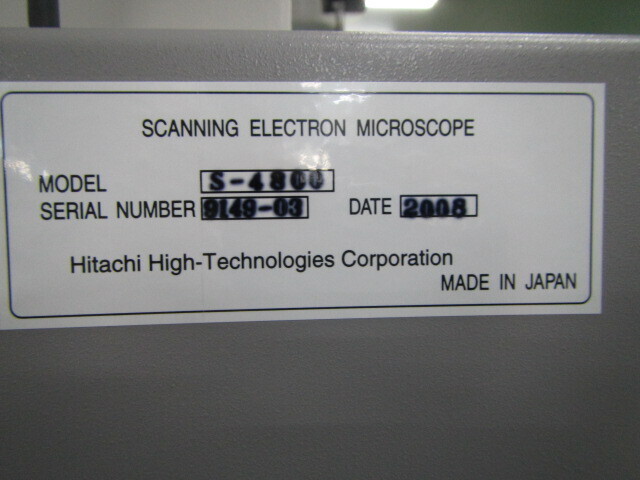 SCANNING ELECTRON MICROSCOPE
MODEL S-4800
SERIAL NUMBER 9149-03 DATE 2008
Hitachi High-Technologies Corporation
MADE IN JAPAN